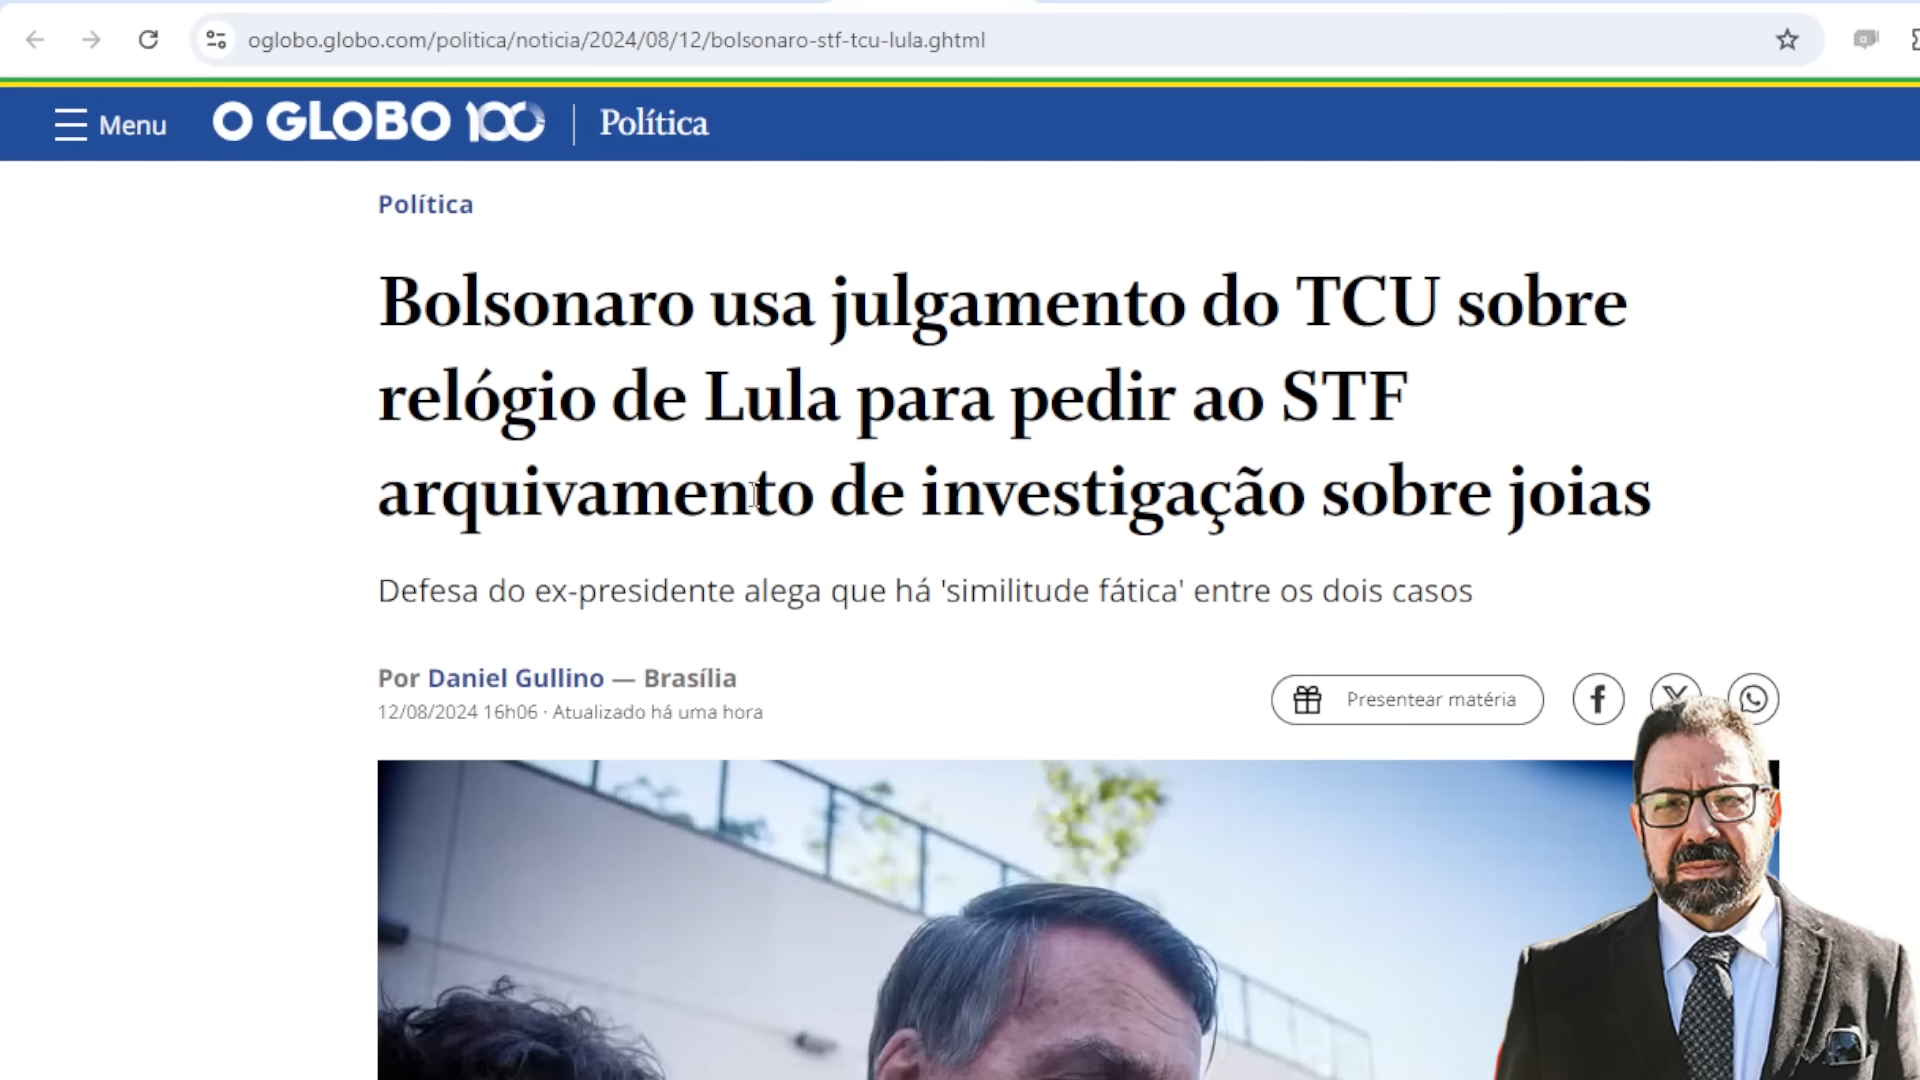 oglobo.globo.com/politica/noticia/2024/08/12/bolsonaro-stf-tcu-lula.ghtml
Menu
O GLOBO 100
Política
Política
Bolsonaro usa julgamento do TCU sobre
relógio de Lula para pedir ao STF
arquivamento de investigação sobre joias
Defesa do ex-presidente alega que há 'similitude fática' entre os dois casos
Por Daniel Gullino — Brasília
12/08/2024 16h06 · Atualizado há uma hora
Presentear matéria